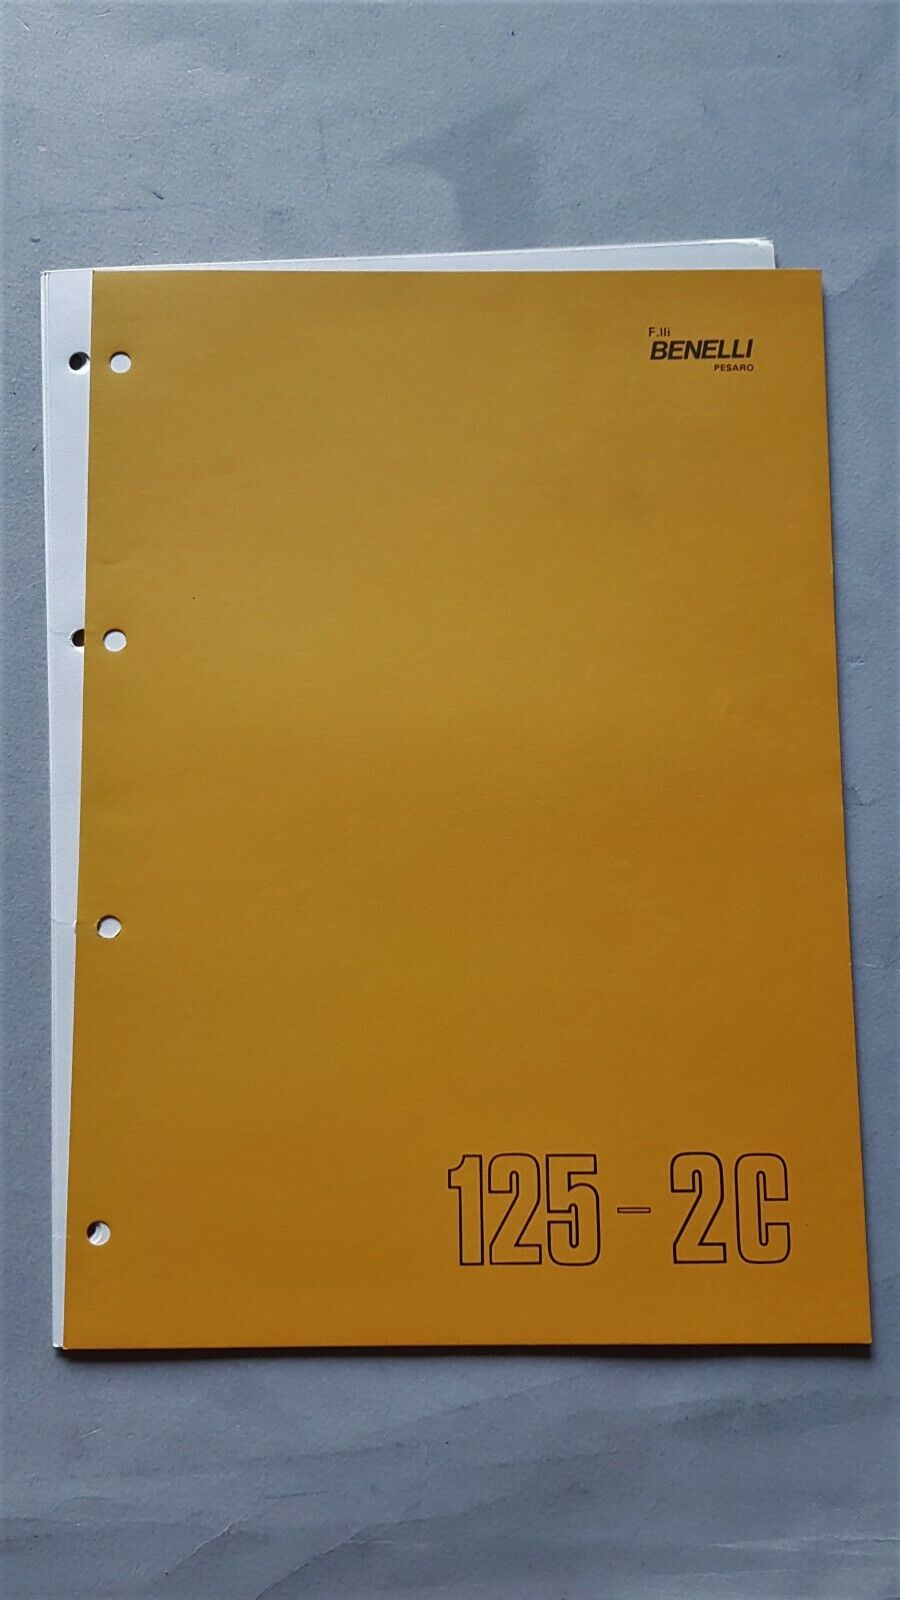 F.lli
BENELLI
PESARO
125-2C